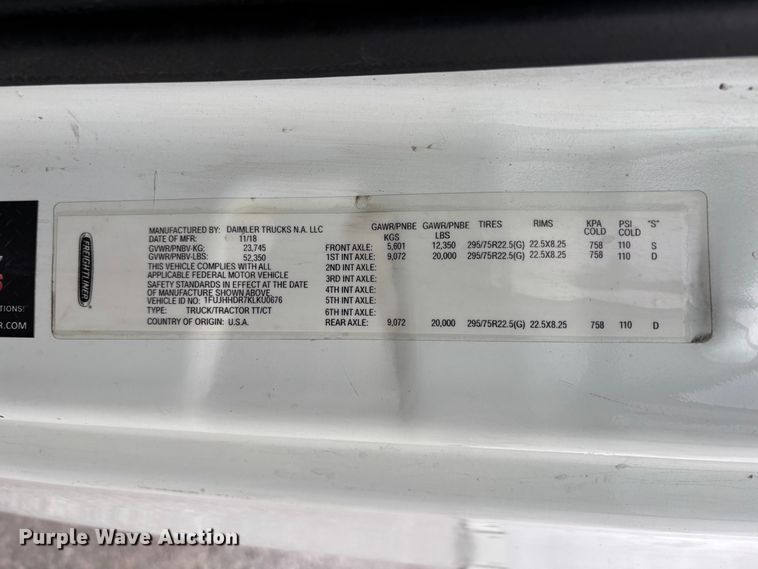 MANUFACTURED BY: DAIMLER TRUCKS N.A. LLC
DATE OF MFR: 11/18
GVWR/PNBV-KG: 23,745
GVWR/PNBV-LBS: 52,350
THIS VEHICLE COMPLIES WITH ALL
APPLICABLE FEDERAL MOTOR VEHICLE
SAFETY STANDARDS IN EFFECT AT THE DATE
OF MANUFACTURE SHOWN ABOVE.
VEHICLE ID NO.: 1FUJHHDR7KLKU0676
TYPE: TRUCK/TRACTOR TT/CT
COUNTRY OF ORIGIN: U.S.A.
GAWR/PNBE KGS GAWR/PNBE LBS TIRES RIMS KPA COLD PSI COLD "S"
FRONT AXLE: 5,601 12,350 295/75R22.5(G) 22.5X8.25 758 110 S
1ST INT AXLE: 9,072 20,000 295/75R22.5(G) 22.5X8.25 758 110 D
2ND INT AXLE:
3RD INT AXLE:
4TH INT AXLE:
5TH INT AXLE:
6TH INT AXLE:
REAR AXLE: 9,072 20,000 295/75R22.5(G) 22.5X8.25 758 110 D
FREIGHTLINER
Purple Wave Auction